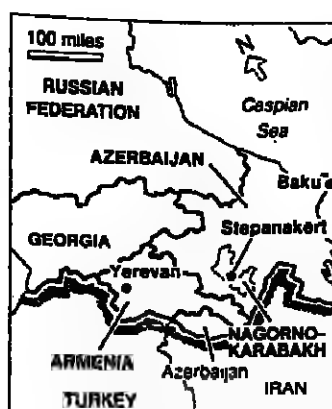 100 miles
N
RUSSIAN
FEDERATION
Caspian
Sea
AZERBAIJAN
Baku
Stepanakert
GEORGIA
Yerevan
NAGORNO-
KARABAKH
ARMENIA
Azerbaijan
TURKEY
IRAN